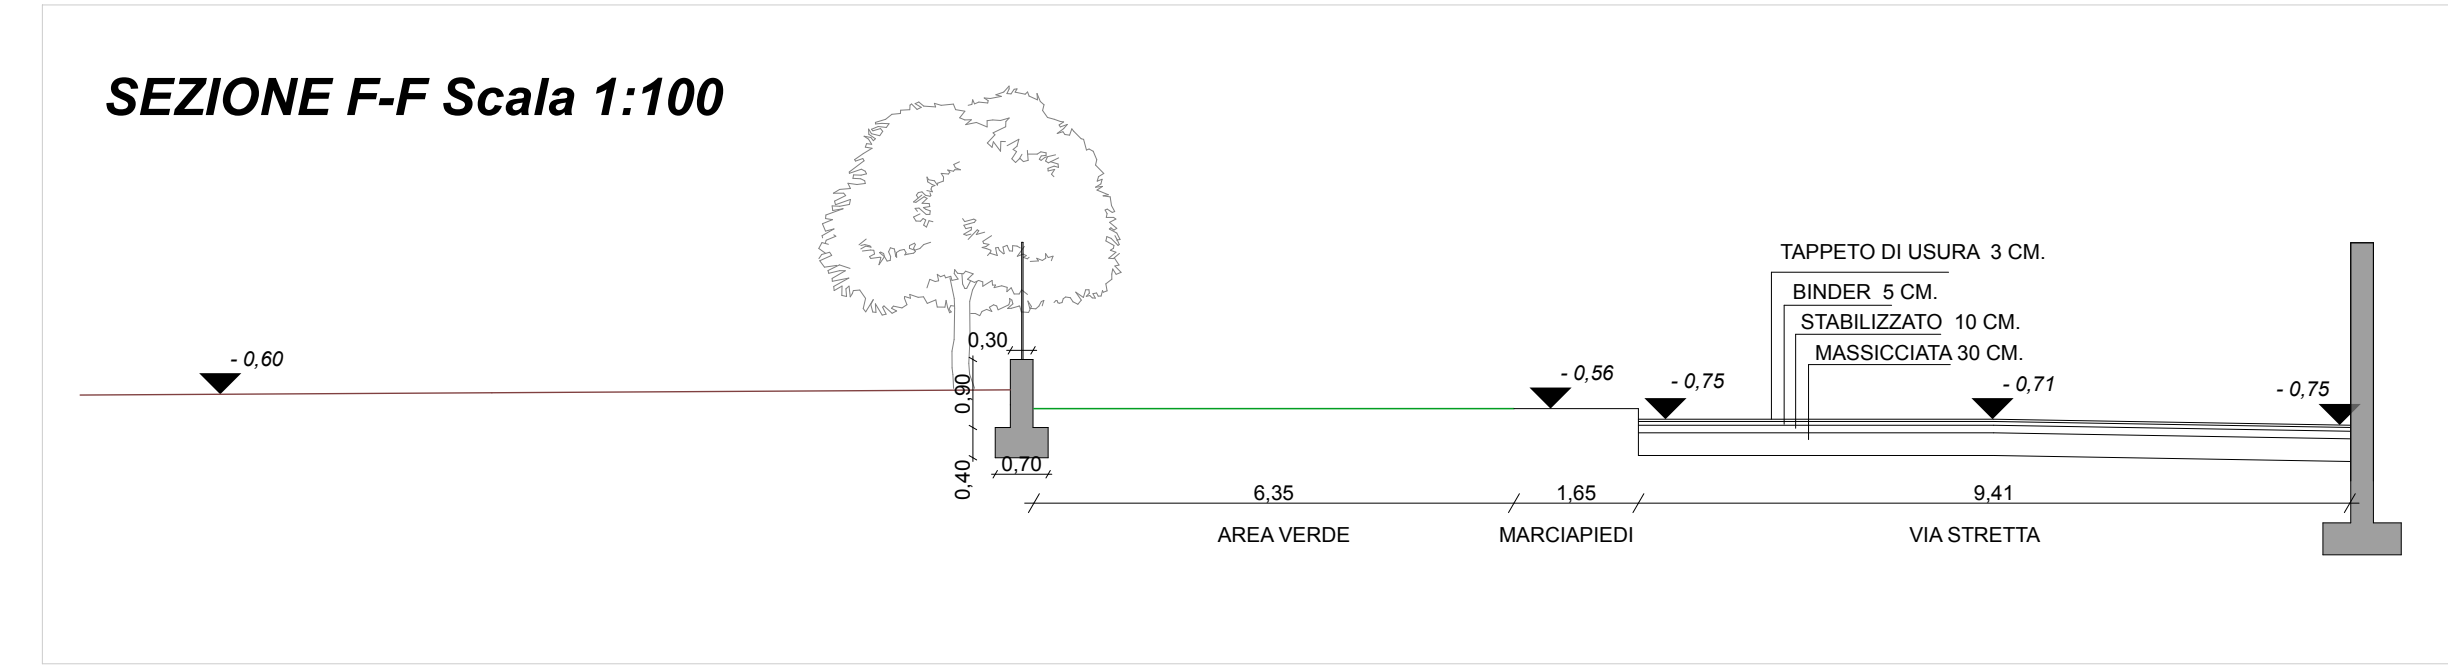 SEZIONE F-F Scala 1:100
TAPPETO DI USURA 3 CM.
BINDER 5 CM.
STABILIZZATO 10 CM.
MASSICCIATA 30 CM.
0,30
- 0,60
0,90
- 0,56
- 0,75
- 0,71
- 0,75
0,40
0,70
6,35
1,65
9,41
AREA VERDE
MARCIAPIEDI
VIA STRETTA